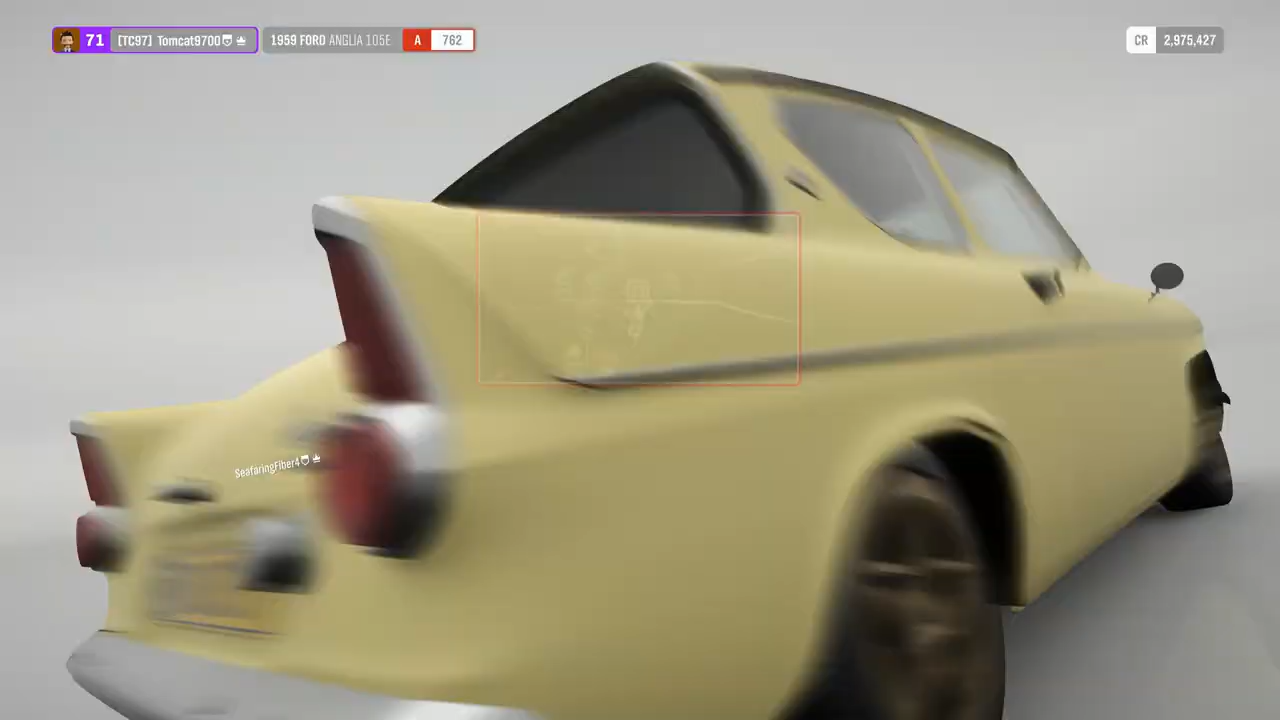 71 [TC97] Tomcat9700
1959 FORD ANGLIA 105E A 762
CR 2,975,427
SeafaringFiber4